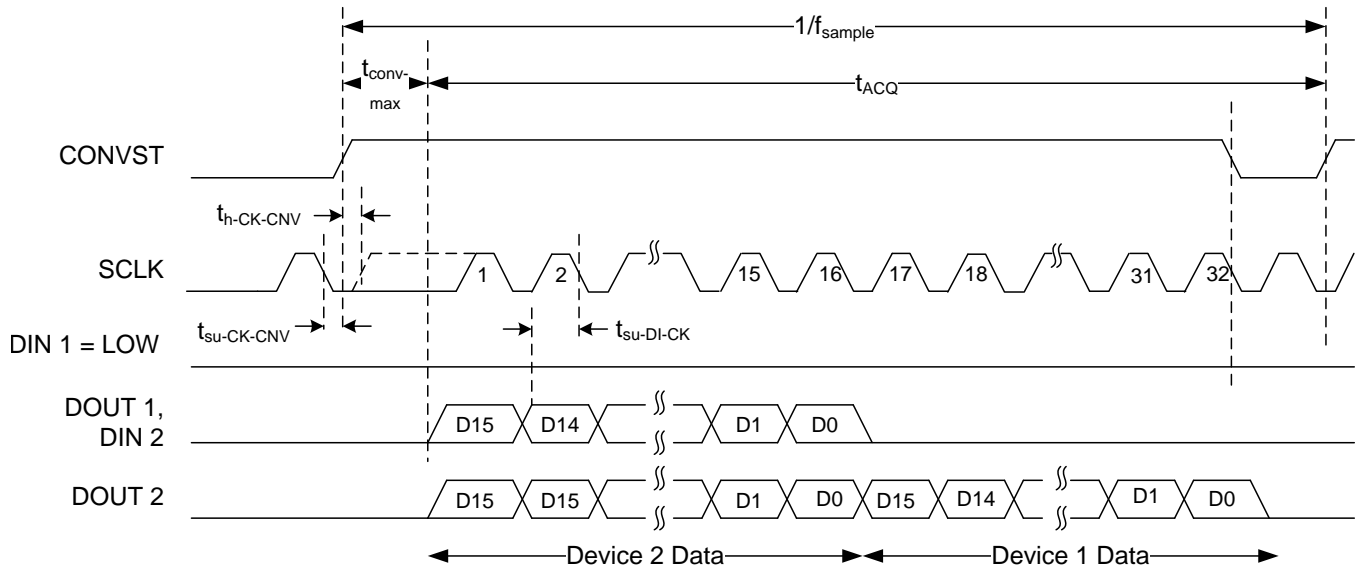 1/fsample
tconv-
max
tACQ
CONVST
th-CK-CNV
SCLK
1 2 15 16 17 18 31 32
tsu-CK-CNV
tsu-DI-CK
DIN 1 = LOW
DOUT 1,
DIN 2
D15 D14 D1 D0
DOUT 2
D15 D15 D1 D0 D15 D14 D1 D0
Device 2 Data Device 1 Data